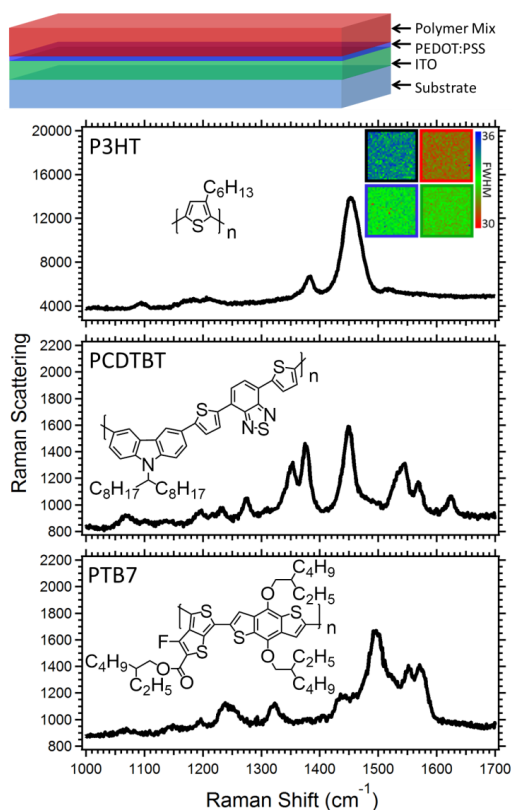 Polymer Mix
PEDOT:PSS
ITO
Substrate
20000
16000
12000
8000
4000
P3HT
C6H13
S
n
36
FWHM
30
2200
2000
1800
1600
1400
1200
1000
800
PCDTBT
S
n
S
N
S
N
N
C8H17 C8H17
Raman Scattering
2200
2000
1800
1600
1400
1200
1000
800
PTB7
C4H9
C2H5
O
S
S
n
F
S
S
O
C2H5
C4H9
C4H9
O
C2H5
O
1000 1100 1200 1300 1400 1500 1600 1700
Raman Shift (cm-1)